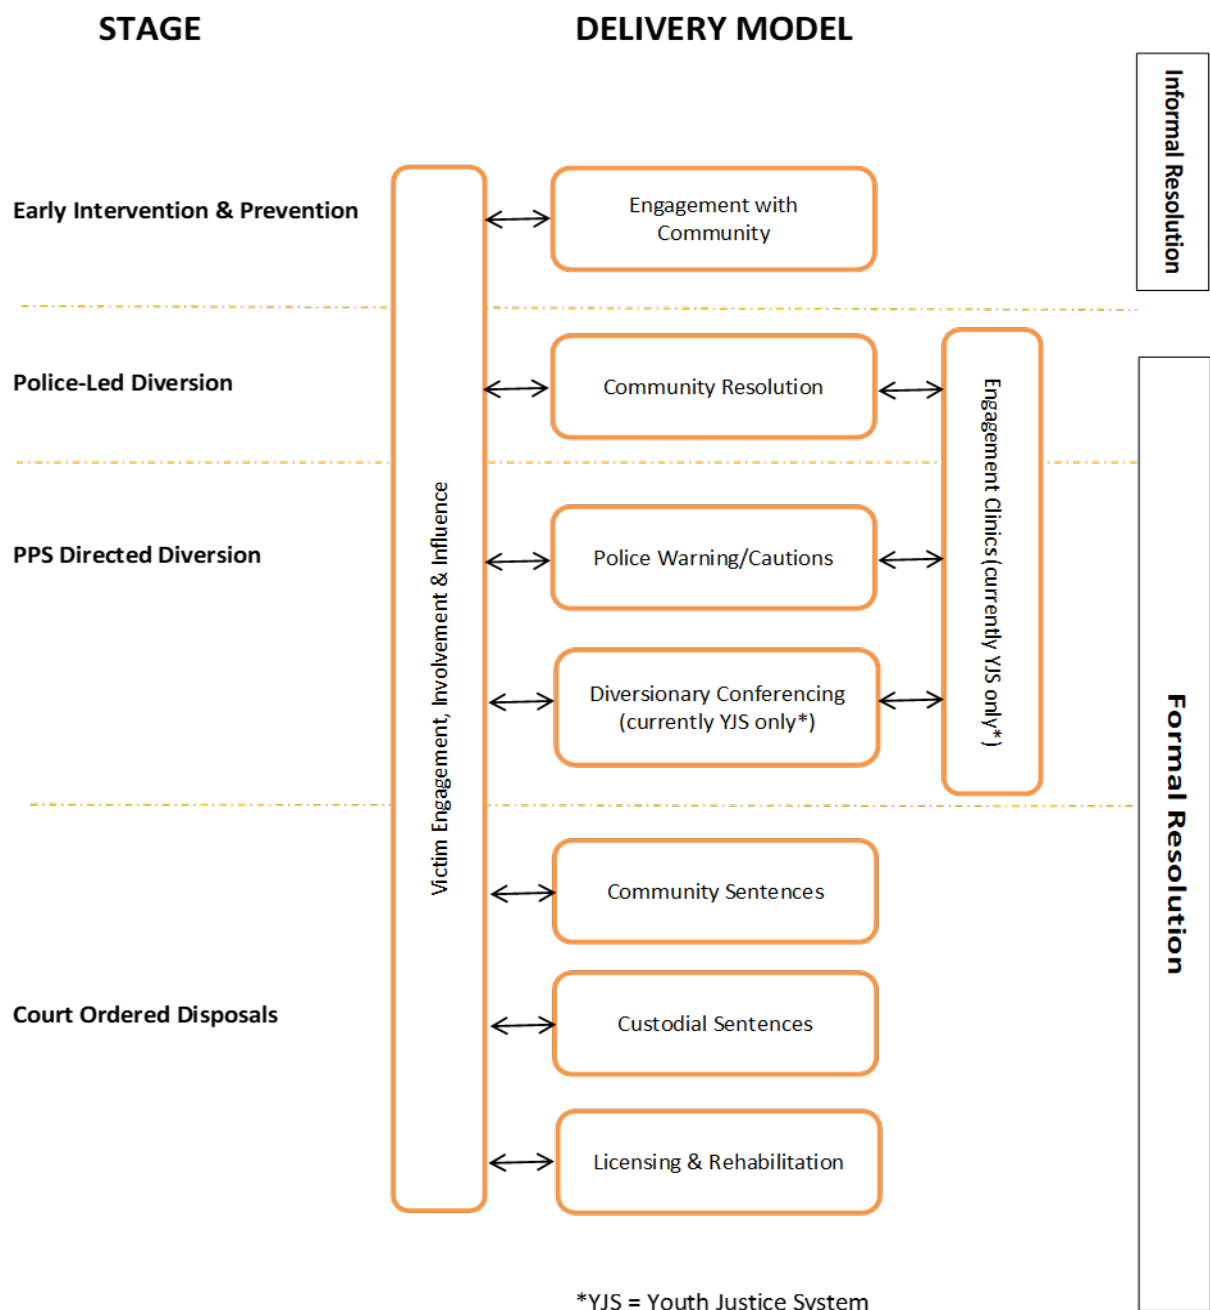 STAGE
DELIVERY MODEL
Informal Resolution
Early Intervention & Prevention
Engagement with
Community
Police-Led Diversion
Community Resolution
Engagement Clinics (currently YJS only*)
Victim Engagement, Involvement & Influence
PPS Directed Diversion
Police Warning/Cautions
Diversionary Conferencing
(currently YJS only*)
Formal Resolution
Community Sentences
Court Ordered Disposals
Custodial Sentences
Licensing & Rehabilitation
*YJS = Youth Justice System